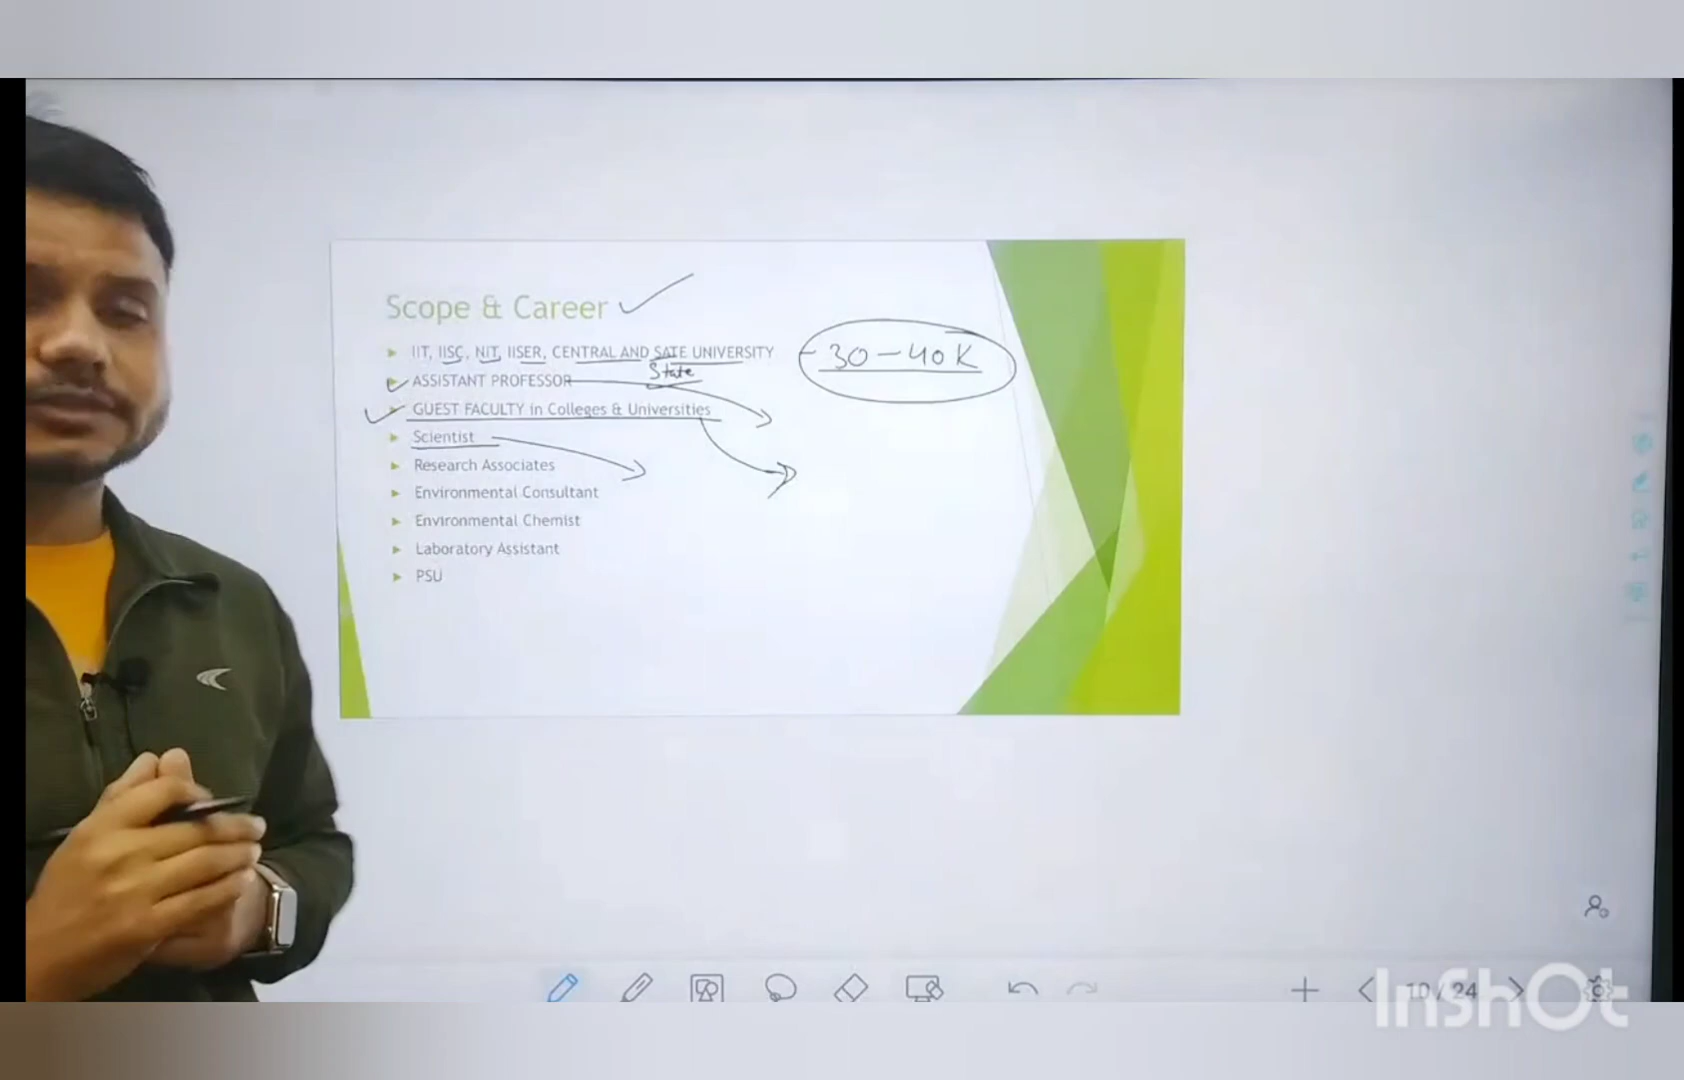 Scope & Career
IIT, IISC, NIT, IISER, CENTRAL AND SATE UNIVERSITY
State
30-40K
ASSISTANT PROFESSOR
GUEST FACULTY in Colleges & Universities
Scientist
Research Associates
Environmental Consultant
Environmental Chemist
Laboratory Assistant
PSU
10/24
InShOt